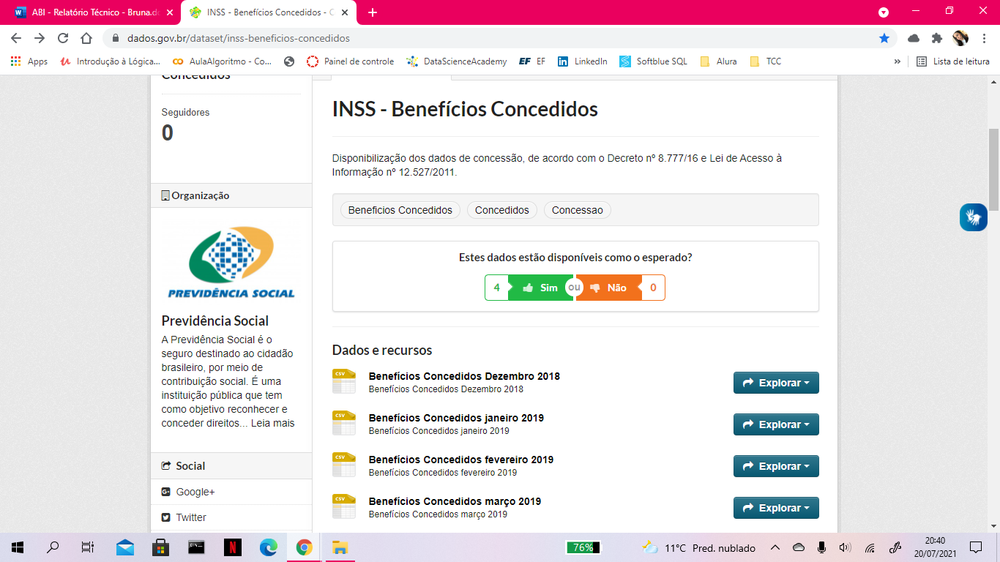 ABI - Relatório Técnico - Bruna.do
INSS - Benefícios Concedidos - C
dados.gov.br/dataset/inss-beneficios-concedidos
Apps
Introdução à Lógica...
AulaAlgoritmo - Co...
Painel de controle
DataScienceAcademy
EF EF
LinkedIn
Softblue SQL
Alura
TCC
»
Lista de leitura
Concedidos
Seguidores
0
Organização
PREVIDÊNCIA SOCIAL
Previdência Social
A Previdência Social é o
seguro destinado ao cidadão
brasileiro, por meio de
contribuição social. É uma
instituição pública que tem
como objetivo reconhecer e
conceder direitos... Leia mais
Social
Google+
Twitter
INSS - Benefícios Concedidos
Disponibilização dos dados de concessão, de acordo com o Decreto nº 8.777/16 e Lei de Acesso à
Informação nº 12.527/2011.
Beneficios Concedidos
Concedidos
Concessao
Estes dados estão disponíveis como o esperado?
4 Sim ou Não 0
Dados e recursos
CSV
Benefícios Concedidos Dezembro 2018
Benefícios Concedidos Dezembro 2018
Explorar
CSV
Benefícios Concedidos janeiro 2019
Benefícios Concedidos janeiro 2019
Explorar
CSV
Benefícios Concedidos fevereiro 2019
Benefícios Concedidos fevereiro 2019
Explorar
CSV
Benefícios Concedidos março 2019
Benefícios Concedidos março 2019
Explorar
76%
11°C Pred. nublado
20:40
20/07/2021